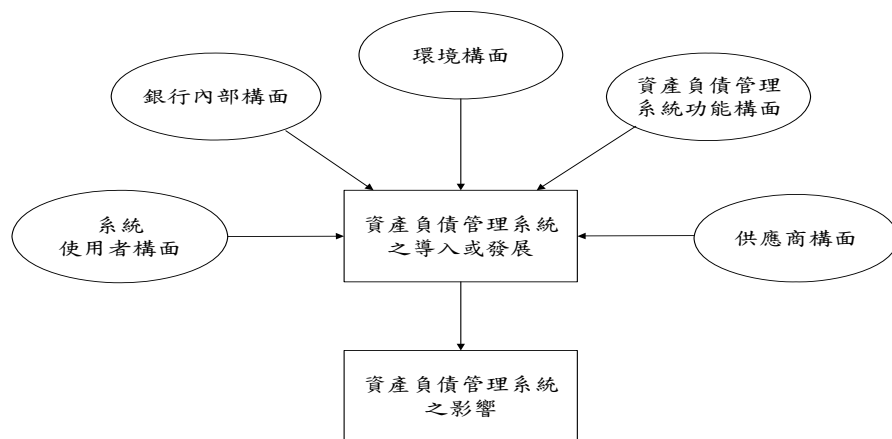 環境構面
銀行內部構面
資產負債管理
系統功能構面
系統
使用者構面
資產負債管理系統
之導入或發展
供應商構面
資產負債管理系統
之影響